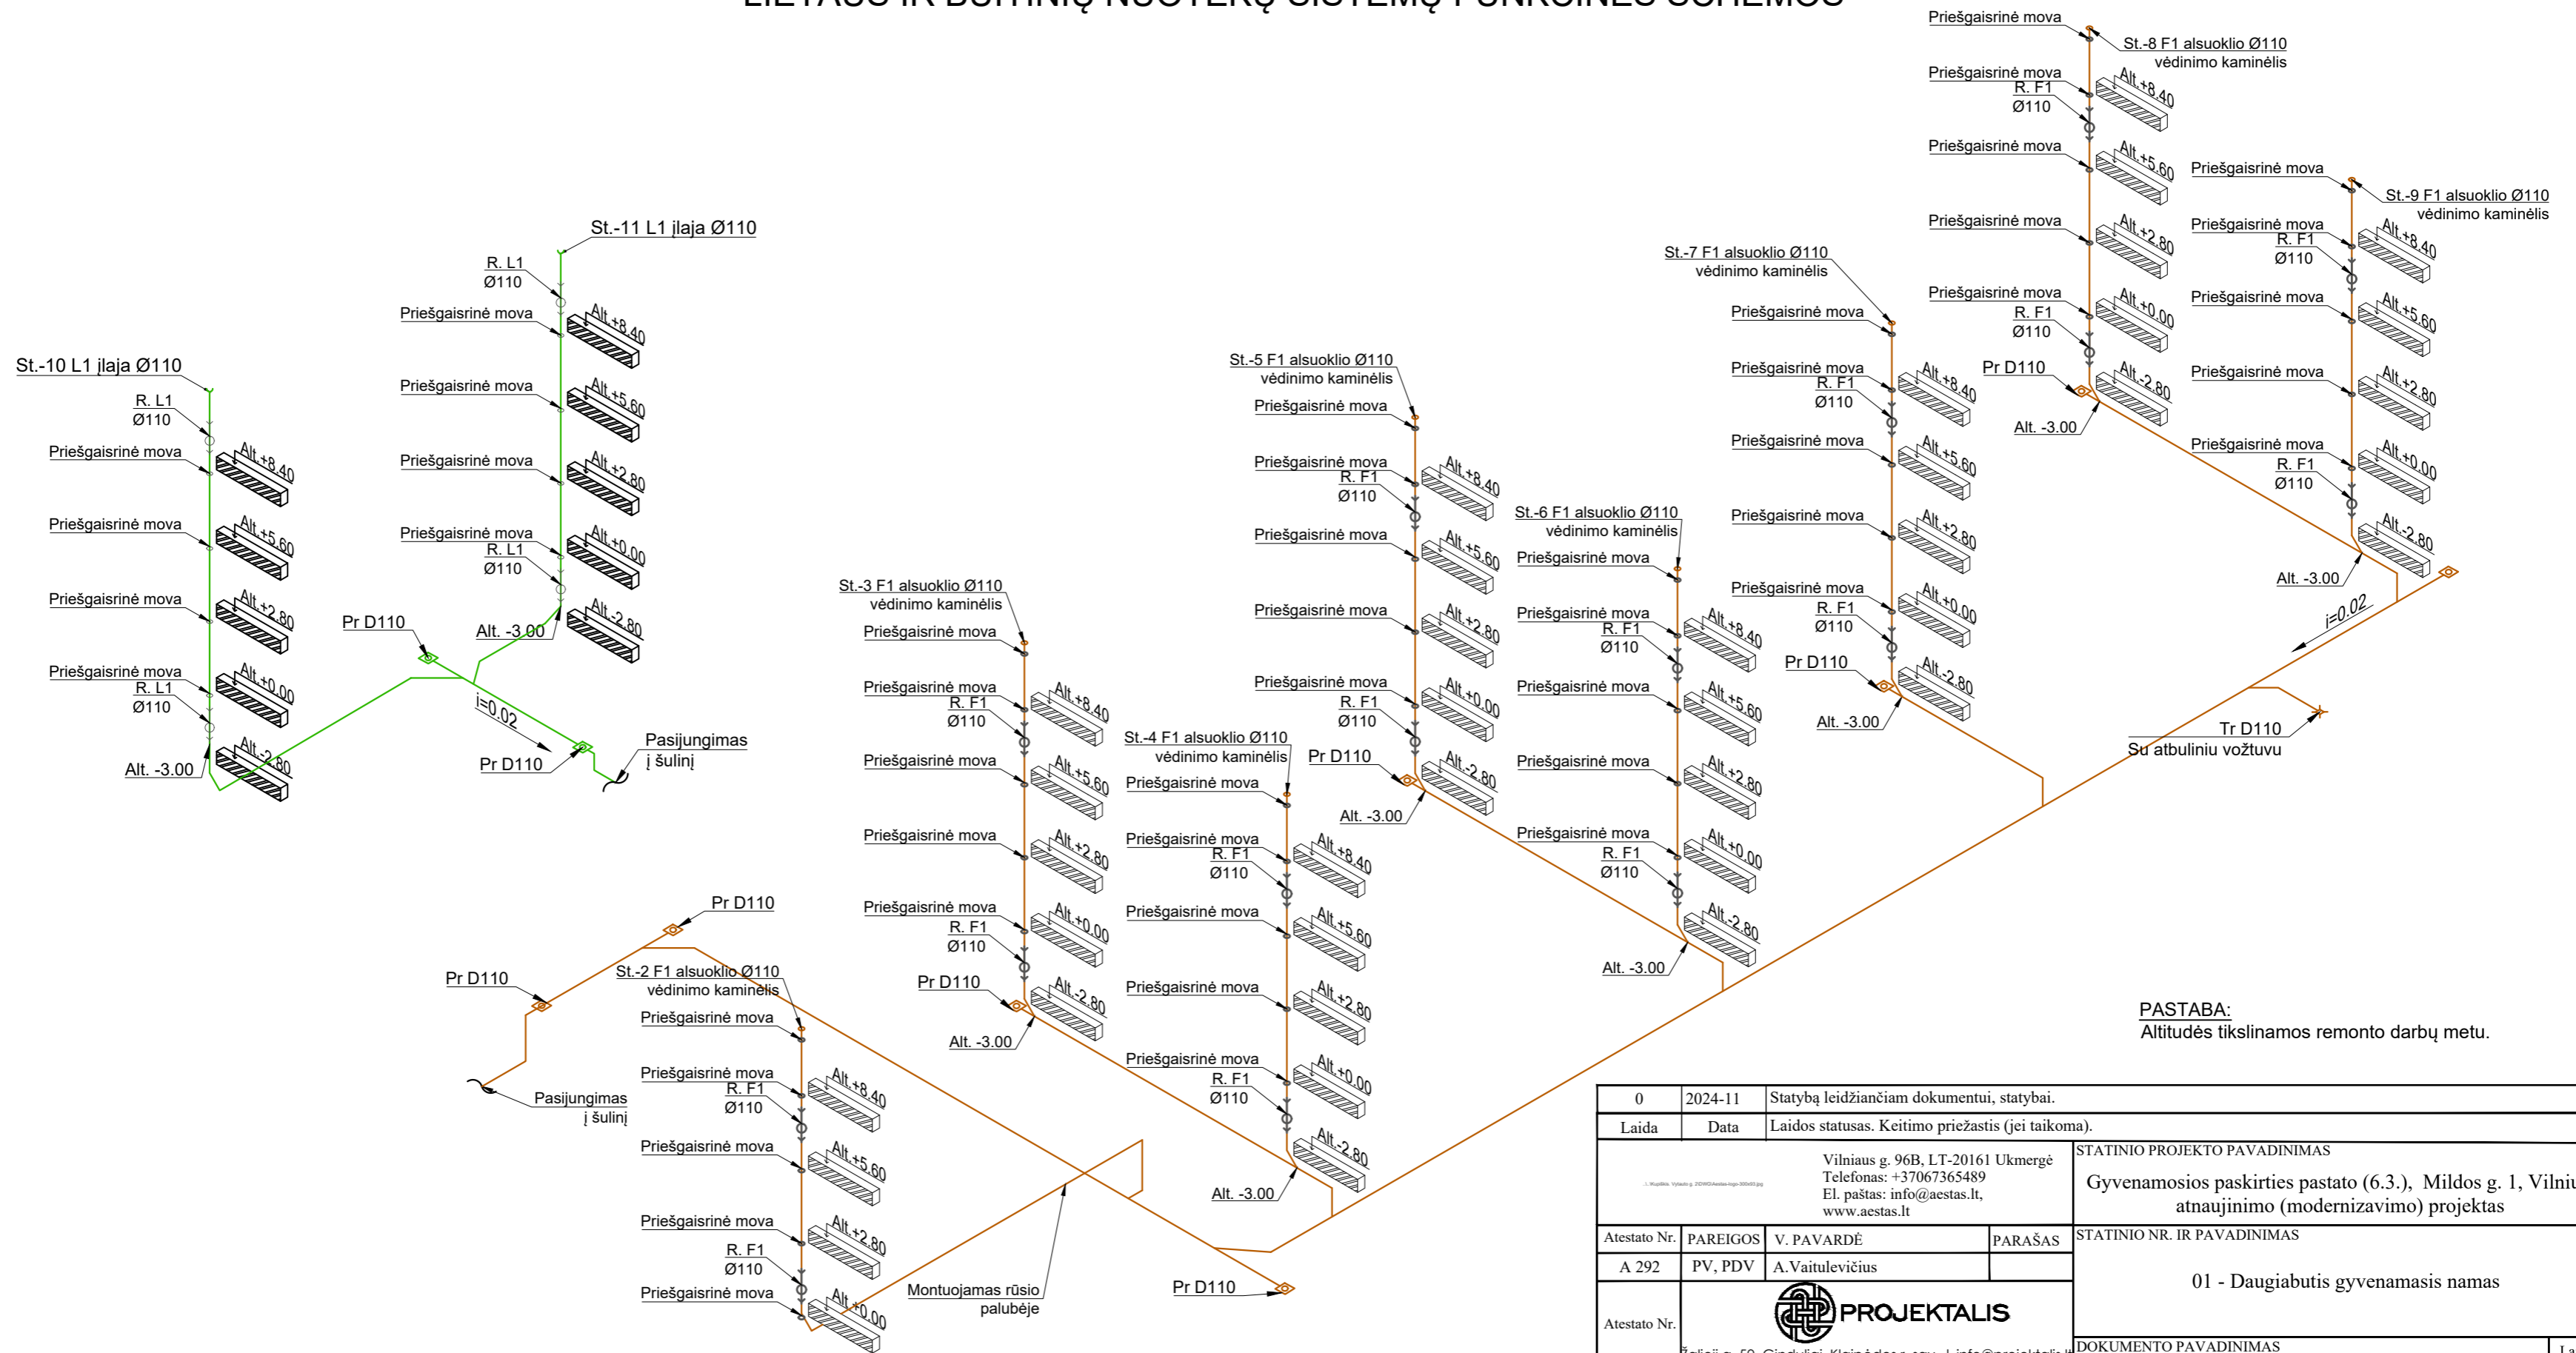 LIETAUS IR BUITINIŲ NUOTEKŲ SISTEMŲ FUNKCINĖS SCHEMOS
St.-10 L1 įlaja Ø110
R. L1
Ø110
Priešgaisrinė mova
Alt.+8.40
Priešgaisrinė mova
Alt.+5.60
Priešgaisrinė mova
Alt.+2.80
Priešgaisrinė mova
Alt.+0.00
R. L1
Ø110
Alt.-2.80
Alt. -3.00
St.-11 L1 įlaja Ø110
R. L1
Ø110
Priešgaisrinė mova
Alt.+8.40
Priešgaisrinė mova
Alt.+5.60
Priešgaisrinė mova
Alt.+2.80
Priešgaisrinė mova
Alt.+0.00
R. L1
Ø110
Alt.-2.80
Alt. -3.00
Pr D110
i=0.02
Pr D110
Pasijungimas
į šulinį
Pr D110
Pr D110
Pasijungimas
į šulinį
St.-2 F1 alsuoklio Ø110
vėdinimo kaminėlis
Priešgaisrinė mova
Priešgaisrinė mova
Alt.+8.40
R. F1
Ø110
Priešgaisrinė mova
Alt.+5.60
Priešgaisrinė mova
Alt.+2.80
R. F1
Ø110
Priešgaisrinė mova
Alt.+0.00
Montuojamas rūsio
palubėje
Pr D110
St.-3 F1 alsuoklio Ø110
vėdinimo kaminėlis
Priešgaisrinė mova
Priešgaisrinė mova
Alt.+8.40
R. F1
Ø110
Priešgaisrinė mova
Alt.+5.60
Priešgaisrinė mova
Alt.+2.80
Priešgaisrinė mova
Alt.+0.00
R. F1
Ø110
Pr D110
Alt.-2.80
Alt. -3.00
St.-4 F1 alsuoklio Ø110
vėdinimo kaminėlis
Priešgaisrinė mova
Priešgaisrinė mova
Alt.+8.40
R. F1
Ø110
Priešgaisrinė mova
Alt.+5.60
Priešgaisrinė mova
Alt.+2.80
Priešgaisrinė mova
Alt.+0.00
R. F1
Ø110
Alt.-2.80
Alt. -3.00
St.-5 F1 alsuoklio Ø110
vėdinimo kaminėlis
Priešgaisrinė mova
Priešgaisrinė mova
Alt.+8.40
R. F1
Ø110
Priešgaisrinė mova
Alt.+5.60
Priešgaisrinė mova
Alt.+2.80
Priešgaisrinė mova
Alt.+0.00
R. F1
Ø110
Pr D110
Alt.-2.80
Alt. -3.00
St.-6 F1 alsuoklio Ø110
vėdinimo kaminėlis
Priešgaisrinė mova
Priešgaisrinė mova
Alt.+8.40
R. F1
Ø110
Priešgaisrinė mova
Alt.+5.60
Priešgaisrinė mova
Alt.+2.80
Priešgaisrinė mova
Alt.+0.00
R. F1
Ø110
Alt.-2.80
Alt. -3.00
St.-7 F1 alsuoklio Ø110
vėdinimo kaminėlis
Priešgaisrinė mova
Priešgaisrinė mova
Alt.+8.40
R. F1
Ø110
Priešgaisrinė mova
Alt.+5.60
Priešgaisrinė mova
Alt.+2.80
Priešgaisrinė mova
Alt.+0.00
R. F1
Ø110
Pr D110
Alt.-2.80
Alt. -3.00
Priešgaisrinė mova
St.-8 F1 alsuoklio Ø110
vėdinimo kaminėlis
Priešgaisrinė mova
Alt.+8.40
R. F1
Ø110
Priešgaisrinė mova
Alt.+5.60
Priešgaisrinė mova
Alt.+2.80
Priešgaisrinė mova
Alt.+0.00
R. F1
Ø110
Pr D110
Alt.-2.80
Alt. -3.00
Priešgaisrinė mova
St.-9 F1 alsuoklio Ø110
vėdinimo kaminėlis
Priešgaisrinė mova
Alt.+8.40
R. F1
Ø110
Priešgaisrinė mova
Alt.+5.60
Priešgaisrinė mova
Alt.+2.80
Priešgaisrinė mova
Alt.+0.00
R. F1
Ø110
Alt.-2.80
Alt. -3.00
i=0.02
Tr D110
Su atbuliniu vožtuvu
PASTABA:
Altitudės tikslinamos remonto darbų metu.
0 2024-11 Statybą leidžiančiam dokumentui, statybai.
Laida Data Laidos statusas. Keitimo priežastis (jei taikoma).
Vilniaus g. 96B, LT-20161 Ukmergė
Telefonas: +37067365489
El. paštas: info@aestas.lt,
www.aestas.lt
STATINIO PROJEKTO PAVADINIMAS
Gyvenamosios paskirties pastato (6.3.), Mildos g. 1, Vilniu
atnaujinimo (modernizavimo) projektas
Atestato Nr. PAREIGOS V. PAVARDĖ PARAŠAS
A 292 PV, PDV A.Vaitulevičius
STATINIO NR. IR PAVADINIMAS
01 - Daugiabutis gyvenamasis namas
Atestato Nr.
PROJEKTALIS
DOKUMENTO PAVADINIMAS